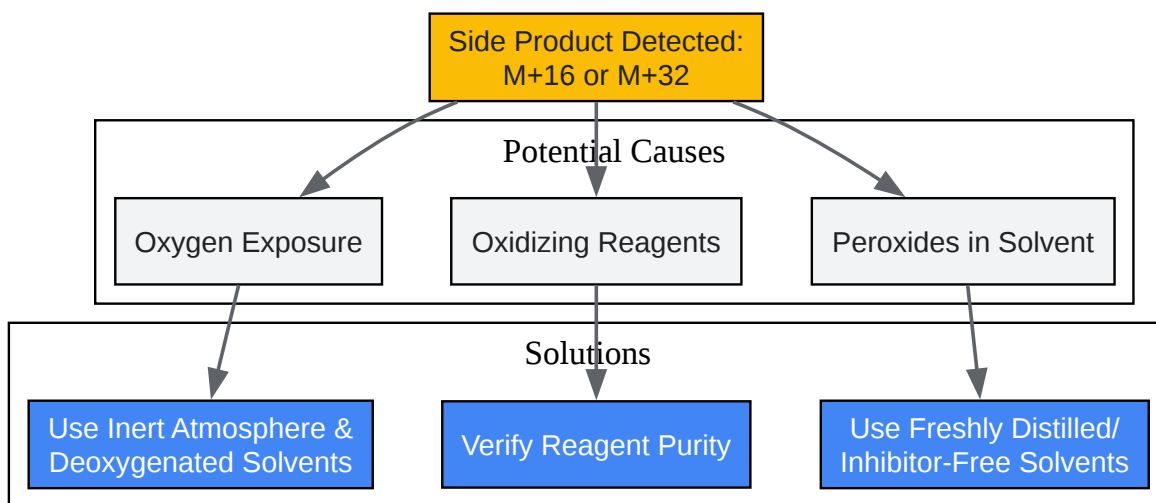 Side Product Detected:
M+16 or M+32
Potential Causes
Oxygen Exposure
Oxidizing Reagents
Peroxides in Solvent
Solutions
Use Inert Atmosphere &
Deoxygenated Solvents
Verify Reagent Purity
Use Freshly Distilled/
Inhibitor-Free Solvents